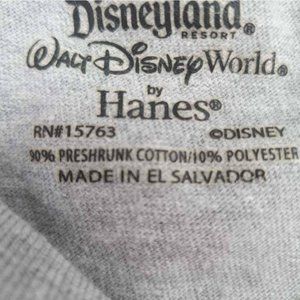 Disneyland®
RESORT
WALT DISNEY World®
by
Hanes®
RN#15763 ©DISNEY
90% PRESHRUNK COTTON/10% POLYESTER
MADE IN EL SALVADOR